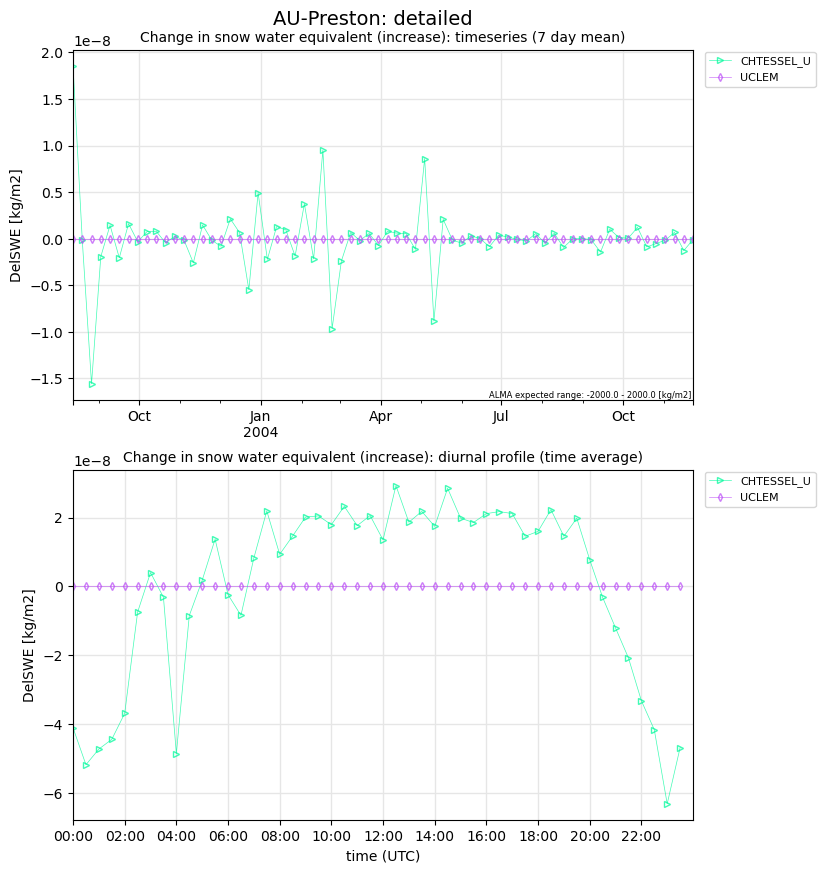 AU-Preston: detailed
Change in snow water equivalent (increase): timeseries (7 day mean)
1e−8
CHTESSEL_U
UCLEM
2.0
1.5
1.0
0.5
0.0
−0.5
−1.0
−1.5
DelSWE [kg/m2]
ALMA expected range: -2000.0 - 2000.0 [kg/m2]
Oct Jan Apr Jul Oct
2004
Change in snow water equivalent (increase): diurnal profile (time average)
1e−8
CHTESSEL_U
UCLEM
2
0
−2
−4
−6
DelSWE [kg/m2]
00:00 02:00 04:00 06:00 08:00 10:00 12:00 14:00 16:00 18:00 20:00 22:00
time (UTC)